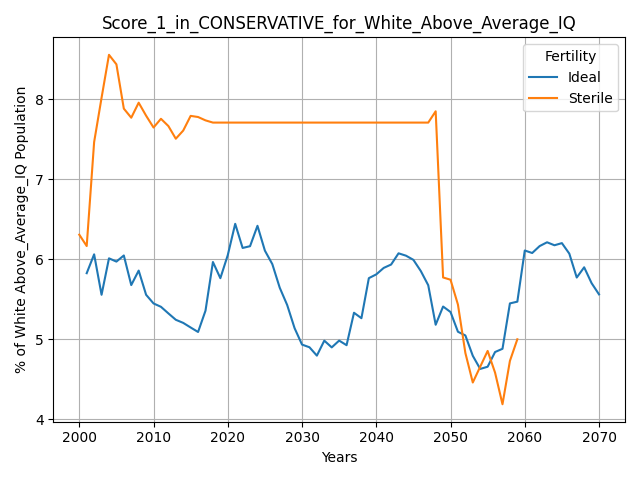 Score_1_in_CONSERVATIVE_for_White_Above_Average_IQ
% of White Above_Average_IQ Population
8
7
6
5
4
Fertility
Ideal
Sterile
2000 2010 2020 2030 2040 2050 2060 2070
Years